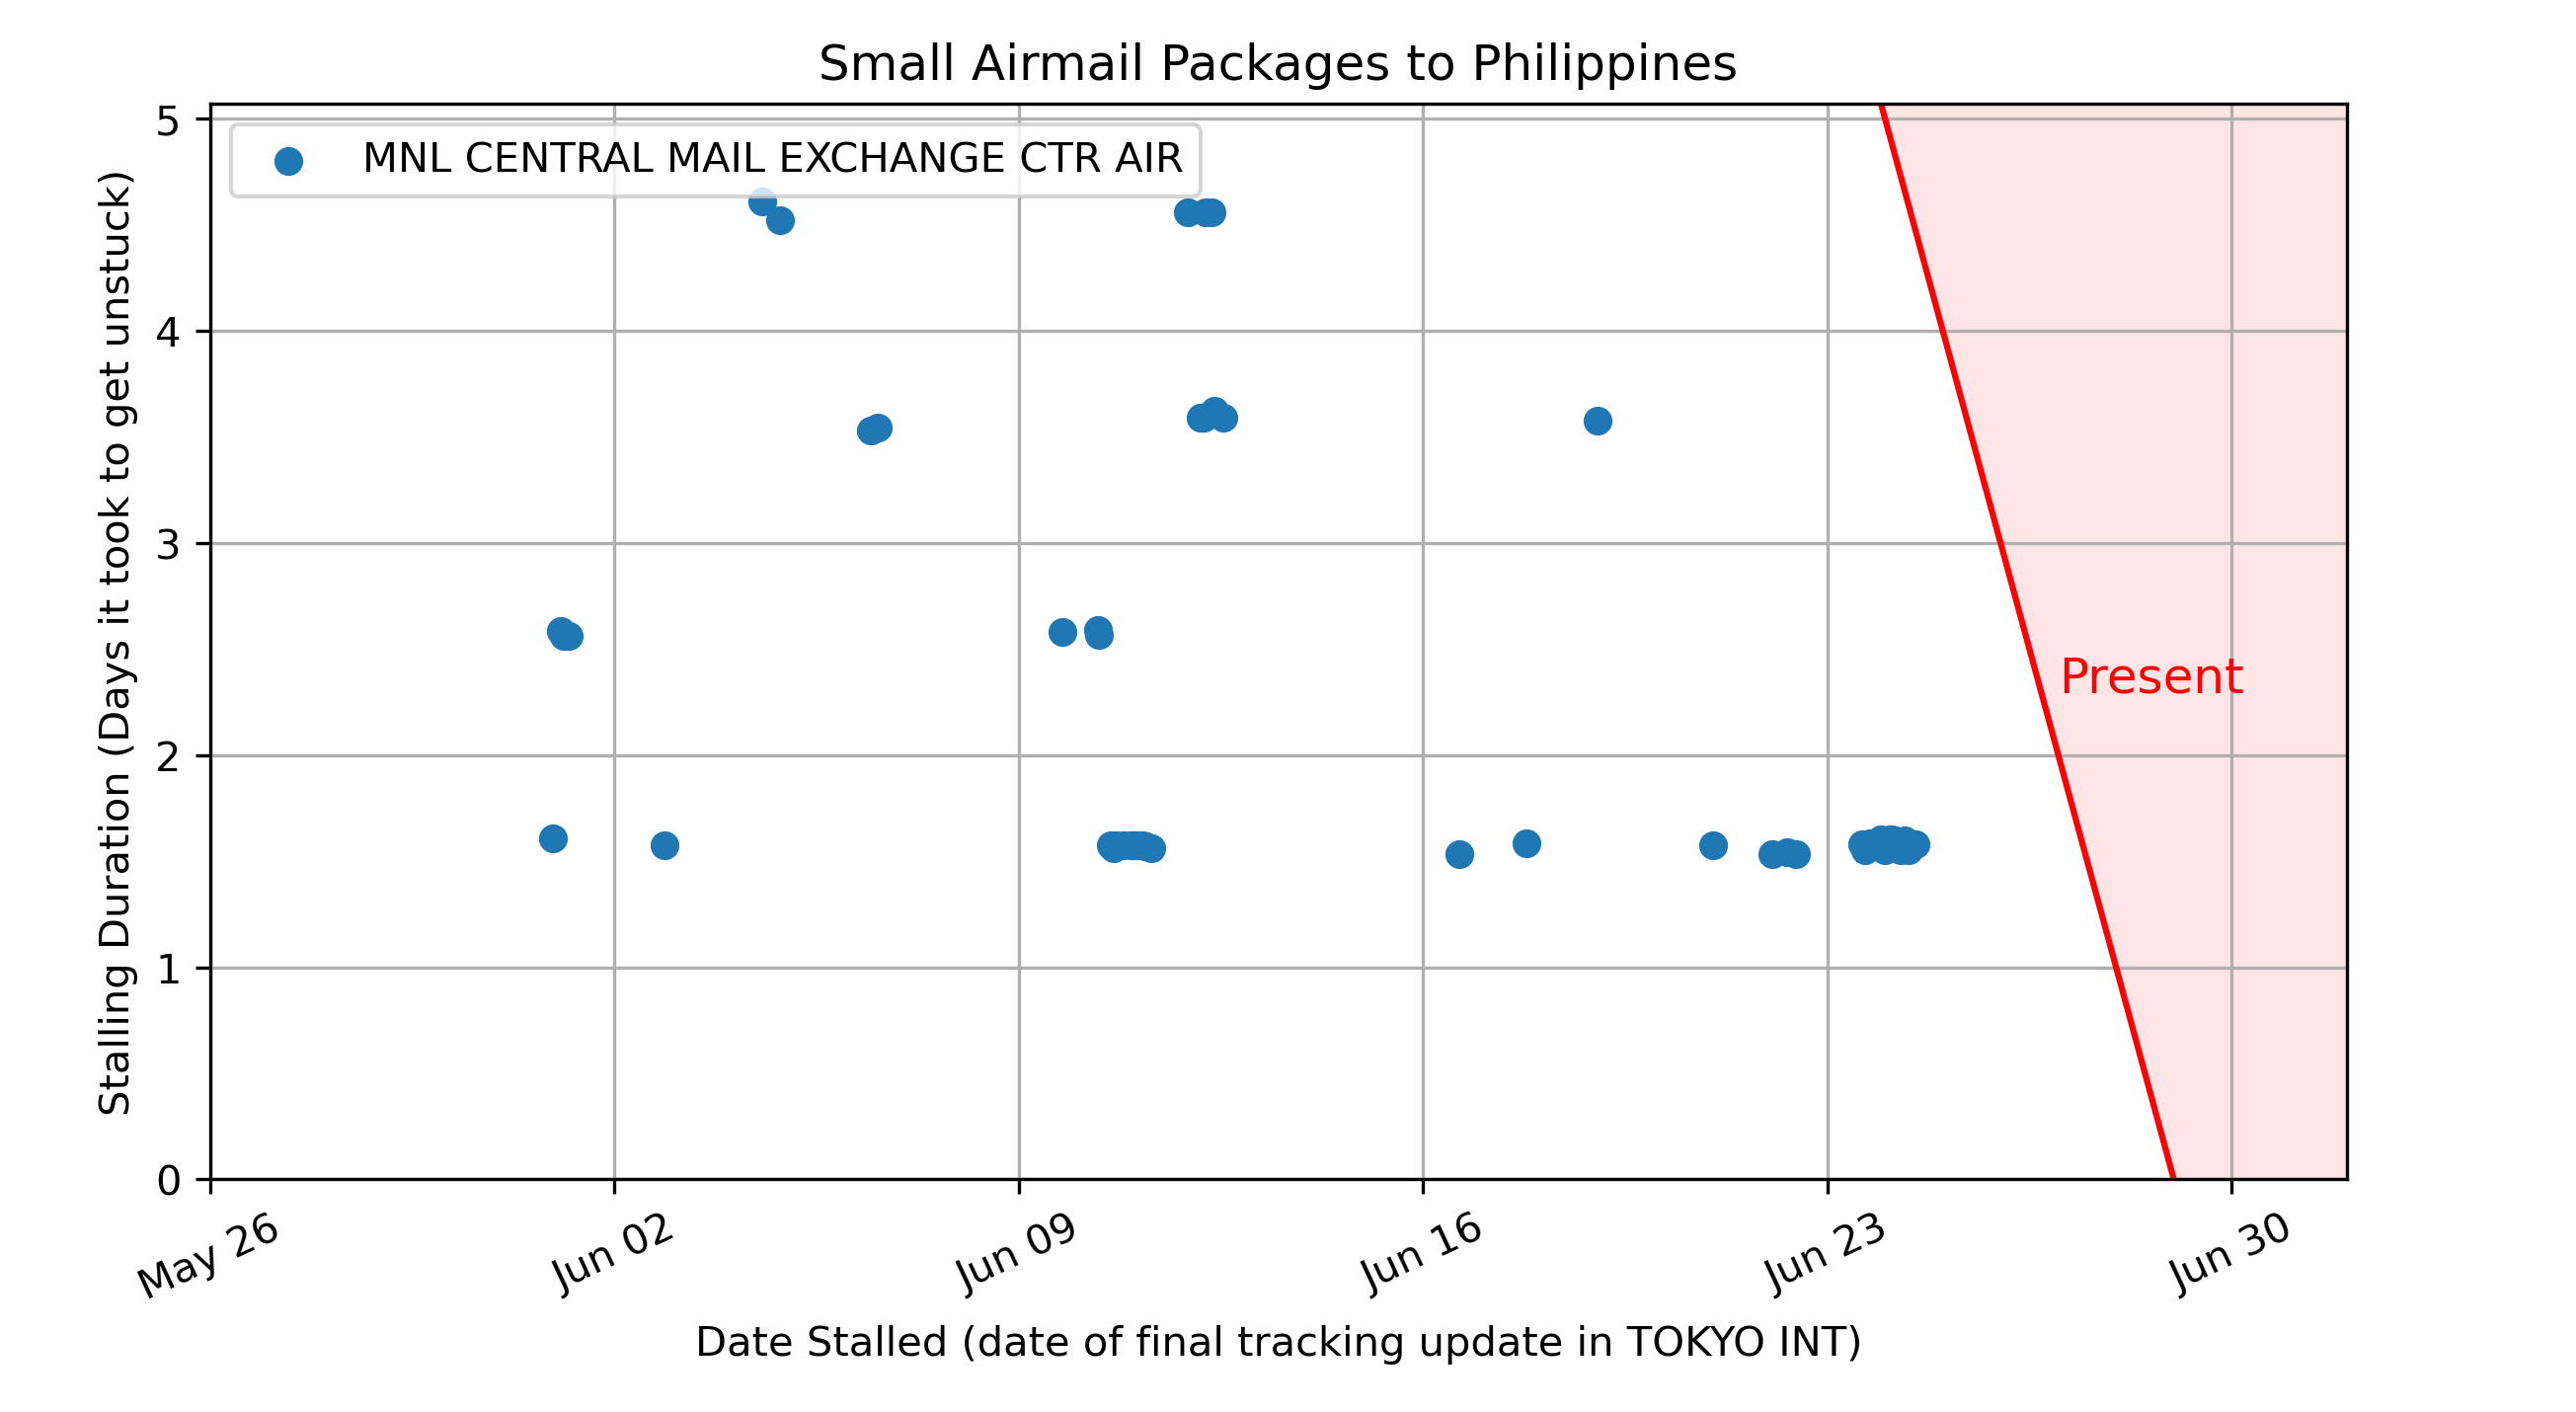 Small Airmail Packages to Philippines
MNL CENTRAL MAIL EXCHANGE CTR AIR
Stalling Duration (Days it took to get unstuck)
5
4
3
2
1
0
Present
May 26
Jun 02
Jun 09
Jun 16
Jun 23
Jun 30
Date Stalled (date of final tracking update in TOKYO INT)